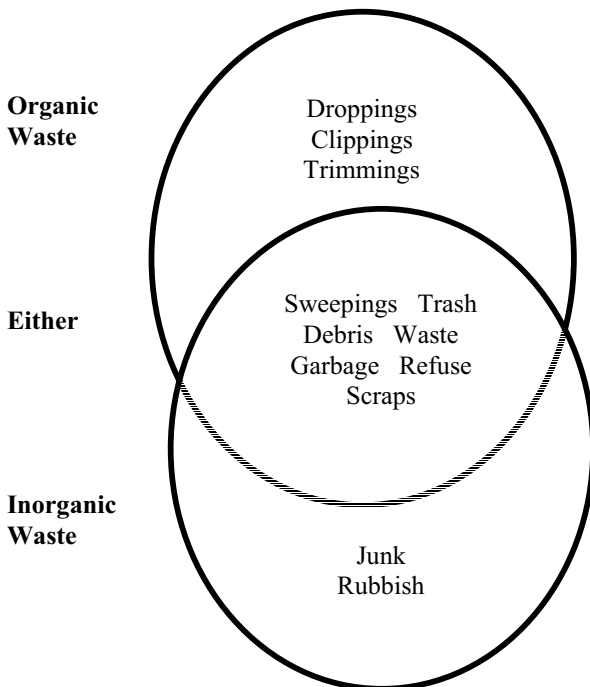 Organic
Waste
Droppings
Clippings
Trimmings
Either
Sweepings Trash
Debris Waste
Garbage Refuse
Scraps
Inorganic
Waste
Junk
Rubbish